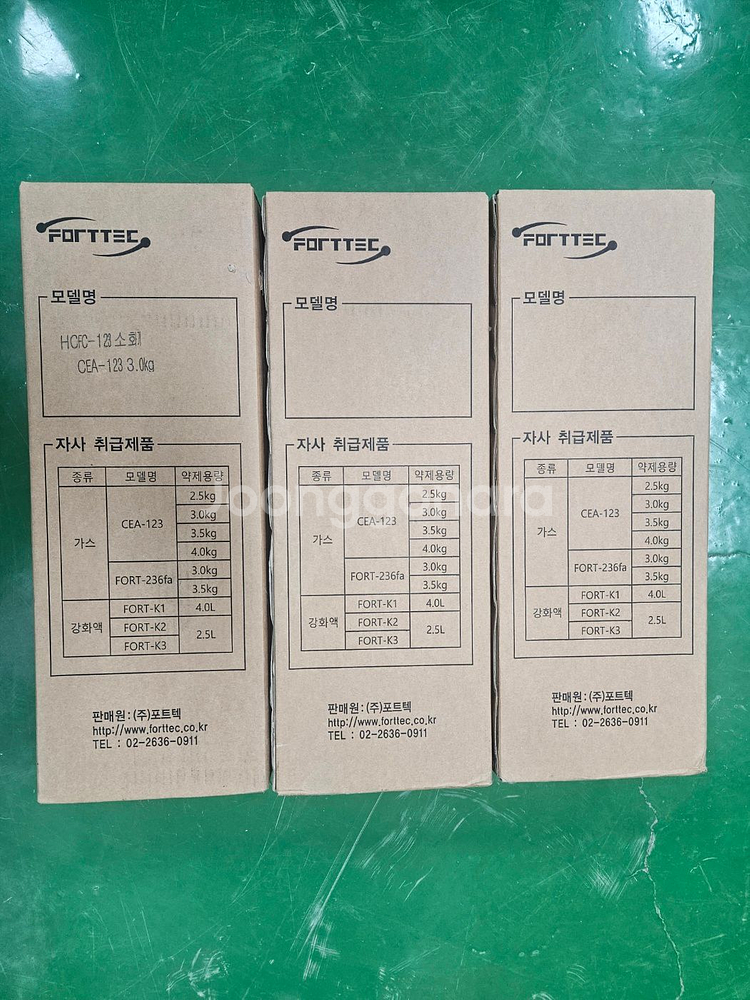 FORTTEC
모델명
HCFC-123 소화기
CEA-123 3.0kg
자사 취급제품
종류 모델명 약제용량
가스 CEA-123 2.5kg
3.0kg
3.5kg
4.0kg
FORT-236fa 3.0kg
3.5kg
강화액 FORT-K1 4.0L
FORT-K2 2.5L
FORT-K3
판매원 : (주)포트텍
http://www.forttec.co.kr
TEL : 02-2636-0911
FORTTEC
모델명
자사 취급제품
종류 모델명 약제용량
가스 CEA-123 2.5kg
3.0kg
3.5kg
4.0kg
FORT-236fa 3.0kg
3.5kg
강화액 FORT-K1 4.0L
FORT-K2 2.5L
FORT-K3
판매원 : (주)포트텍
http://www.forttec.co.kr
TEL : 02-2636-0911
FORTTEC
모델명
자사 취급제품
종류 모델명 약제용량
가스 CEA-123 2.5kg
3.0kg
3.5kg
4.0kg
FORT-236fa 3.0kg
3.5kg
강화액 FORT-K1 4.0L
FORT-K2 2.5L
FORT-K3
판매원 : (주)포트텍
http://www.forttec.co.kr
TEL : 02-2636-0911
Joonggonara